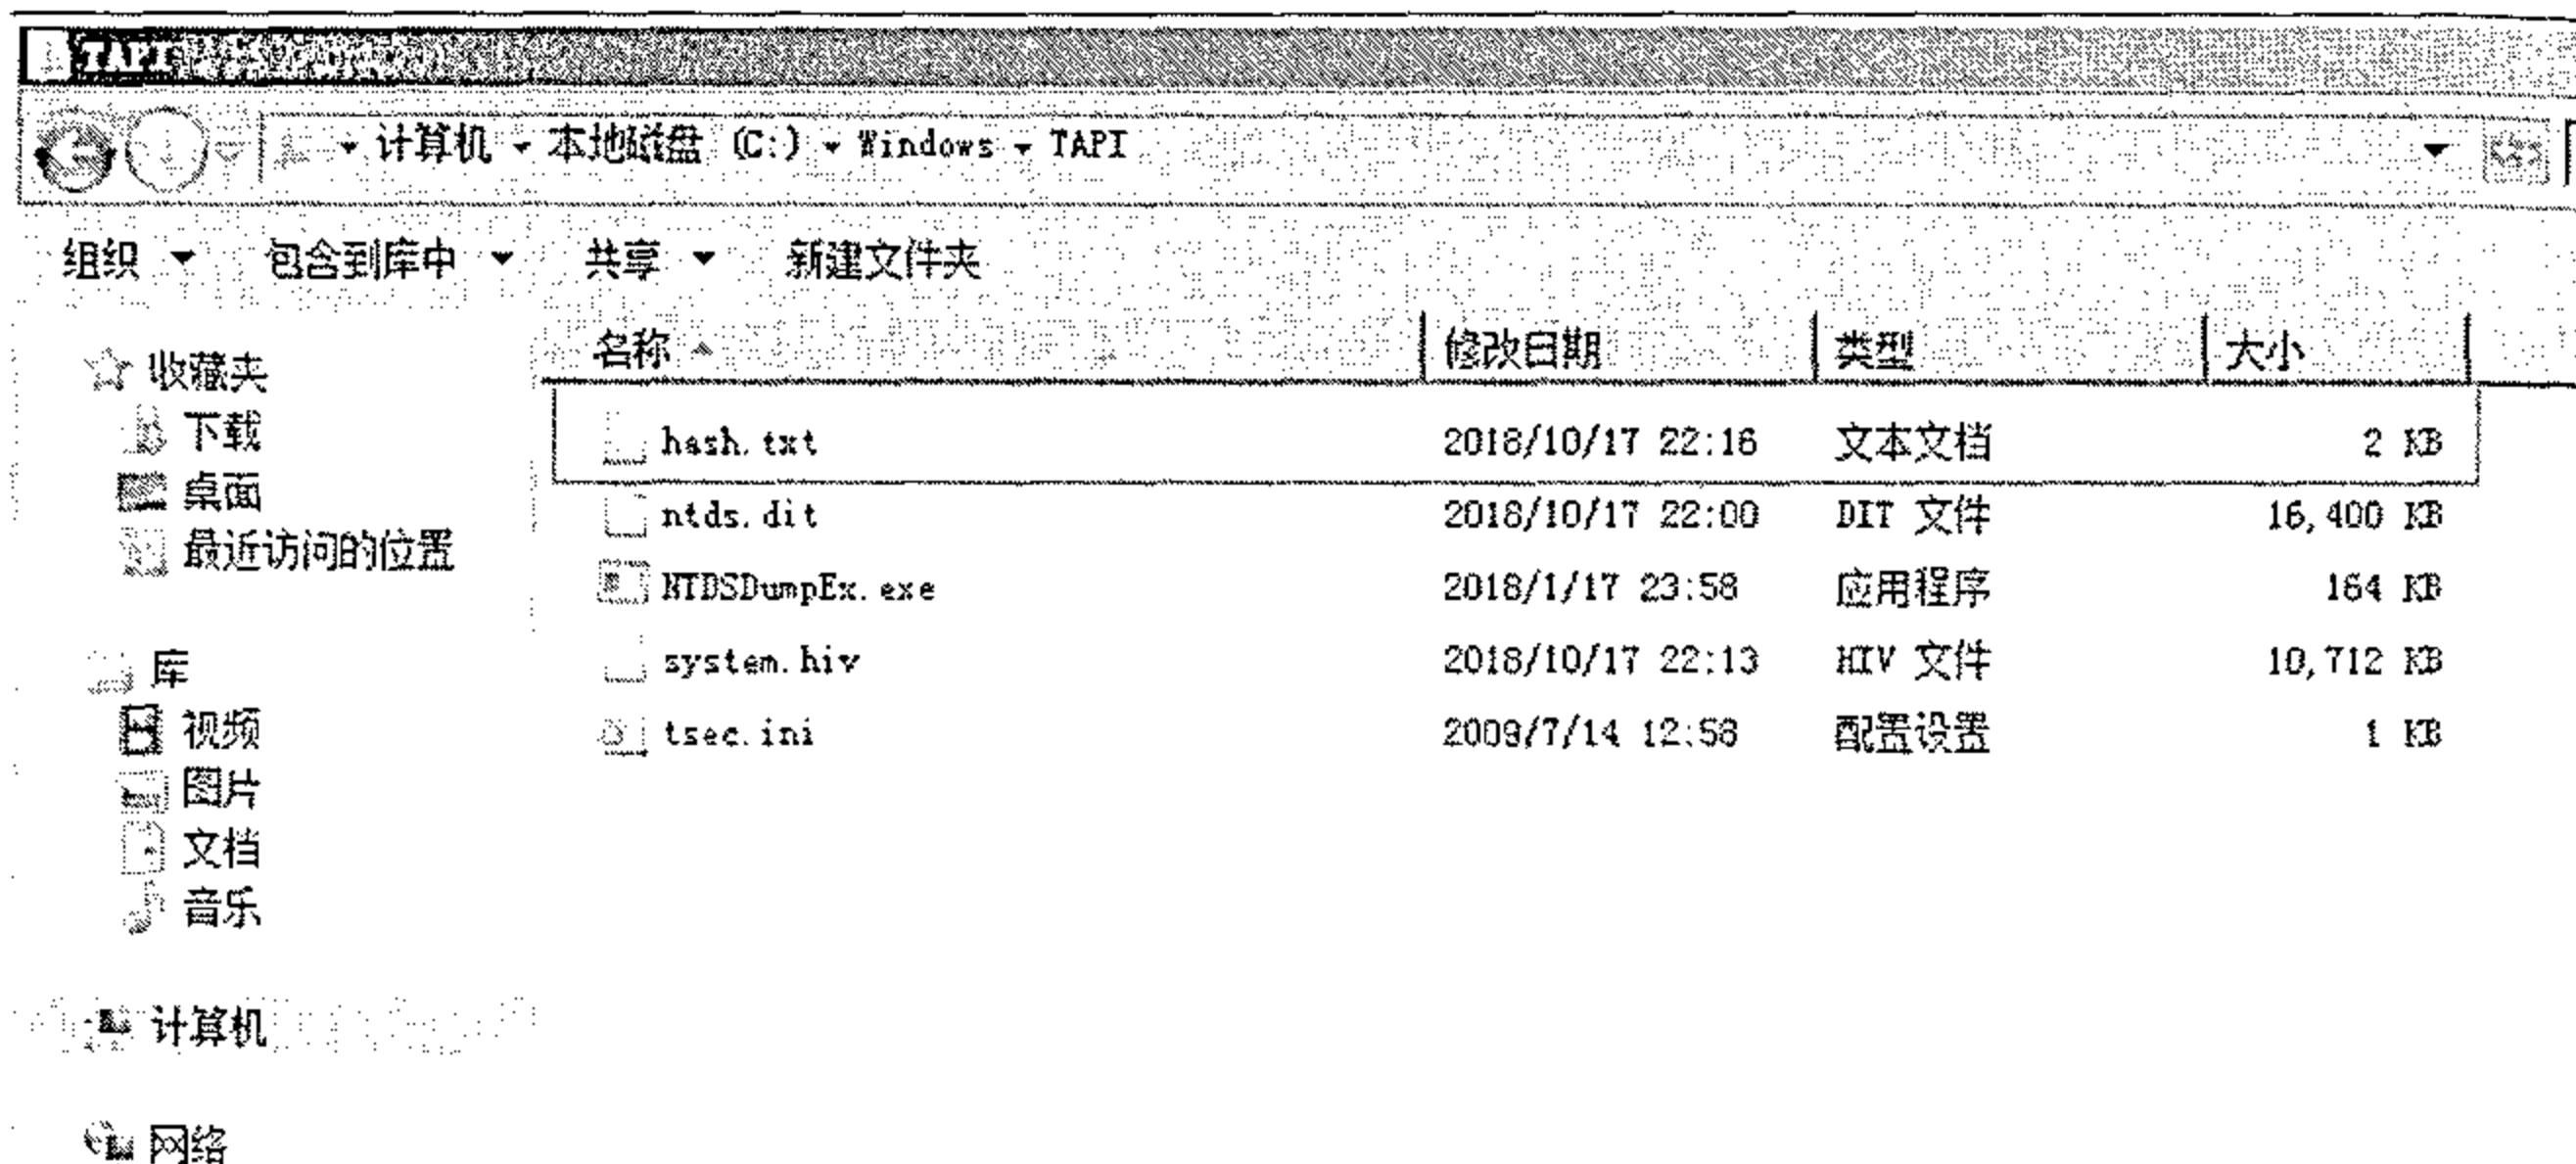 TAPI
计算机 本地磁盘 (C:) Windows TAPI
组织 包含到库中 共享 新建文件夹
名称 修改日期 类型 大小
收藏夹
下载
桌面
最近访问的位置
库
视频
图片
文档
音乐
计算机
网络
hash.txt 2018/10/17 22:16 文本文档 2 KB
ntds.dit 2018/10/17 22:00 DIT 文件 16,400 KB
NTDSDumpEx.exe 2018/1/17 23:58 应用程序 164 KB
system.hiv 2018/10/17 22:13 HIV 文件 10,712 KB
tsec.ini 2009/7/14 12:58 配置设置 1 KB